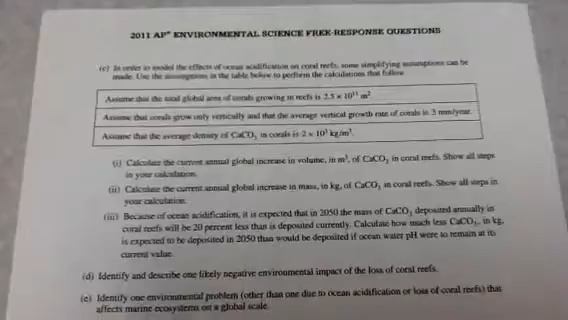 2011 AP® ENVIRONMENTAL SCIENCE FREE-RESPONSE QUESTIONS
(c) In order to model the effects of ocean acidification on coral reefs, some simplifying assumptions can be
made. Use the assumptions in the table below to perform the calculations that follow.
Assume that the total global area of corals growing in reefs is 2.5 × 10¹¹ m².
Assume that corals grow only vertically and that the average vertical growth rate of corals is 3 mm/year.
Assume that the average density of CaCO₃ in corals is 2 × 10³ kg/m³.
(i) Calculate the current annual global increase in volume, in m³, of CaCO₃ in coral reefs. Show all steps
in your calculation.
(ii) Calculate the current annual global increase in mass, in kg, of CaCO₃ in coral reefs. Show all steps in
your calculation.
(iii) Because of ocean acidification, it is expected that in 2050 the mass of CaCO₃ deposited annually in
coral reefs will be 20 percent less than is deposited currently. Calculate how much less CaCO₃, in kg,
is expected to be deposited in 2050 than would be deposited if ocean water pH were to remain at its
current value.
(d) Identify and describe one likely negative environmental impact of the loss of coral reefs.
(e) Identify one environmental problem (other than one due to ocean acidification or loss of coral reefs) that
affects marine ecosystems on a global scale.